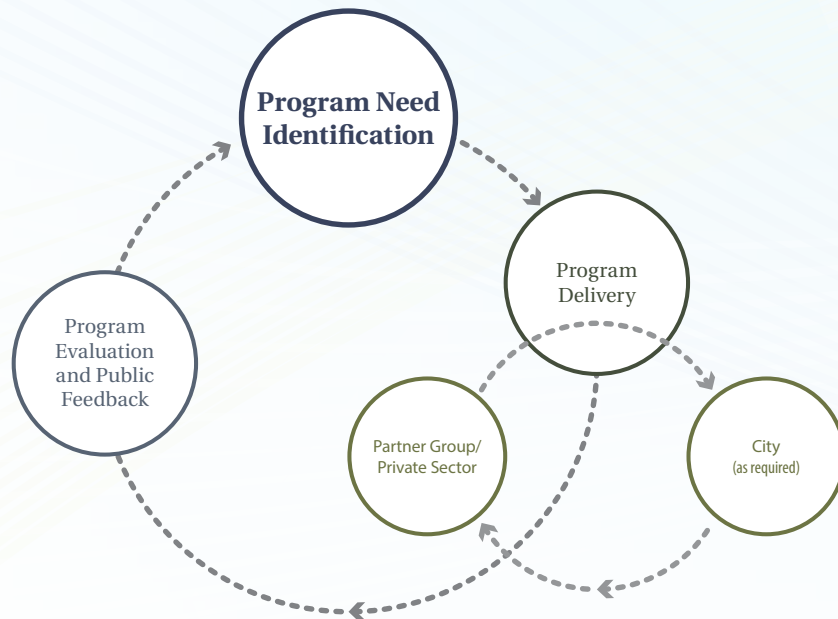 Program Need
Identification
Program
Delivery
Program
Evaluation
and Public
Feedback
Partner Group/
Private Sector
City
(as required)